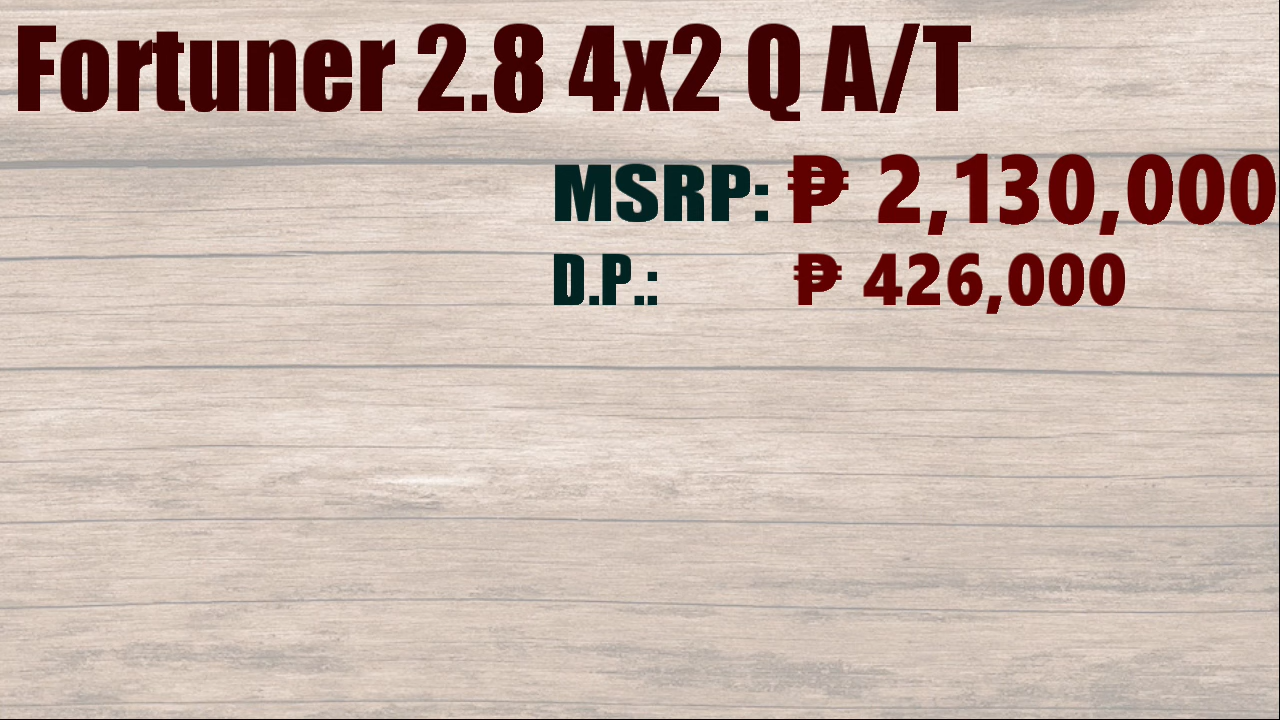 Fortuner 2.8 4x2 Q A/T
MSRP: ₱ 2,130,000
D.P.: ₱ 426,000